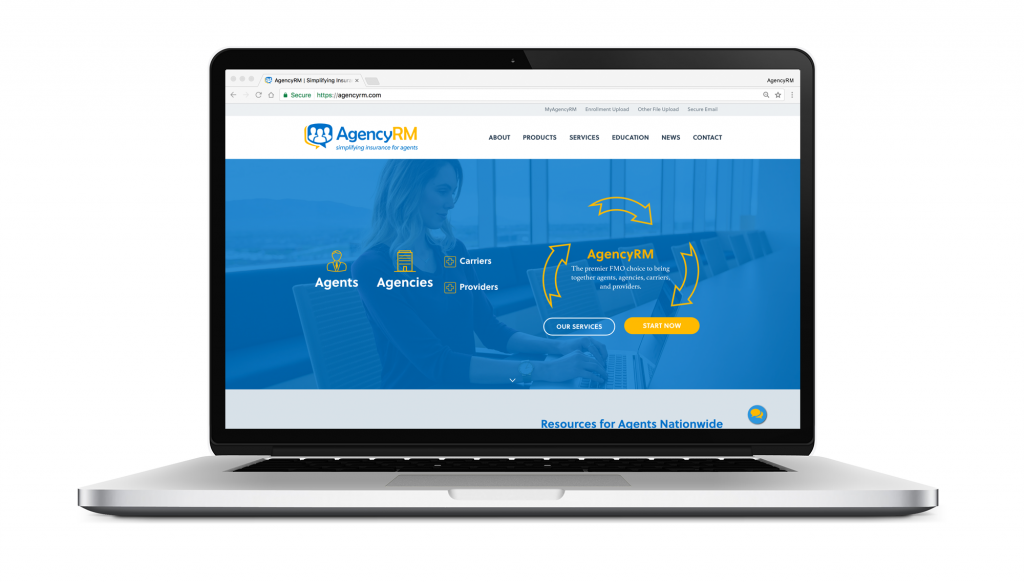 AgencyRM | Simplifying Insura
AgencyRM
Secure https://agencyrm.com
MyAgencyRM Enrollment Upload Other File Upload Secure Email
AgencyRM
simplifying insurance for agents
ABOUT PRODUCTS SERVICES EDUCATION NEWS CONTACT
Agents
Agencies
Carriers
Providers
AgencyRM
The premier FMO choice to bring
together agents, agencies, carriers,
and providers.
OUR SERVICES
START NOW
Resources for Agents Nationwide